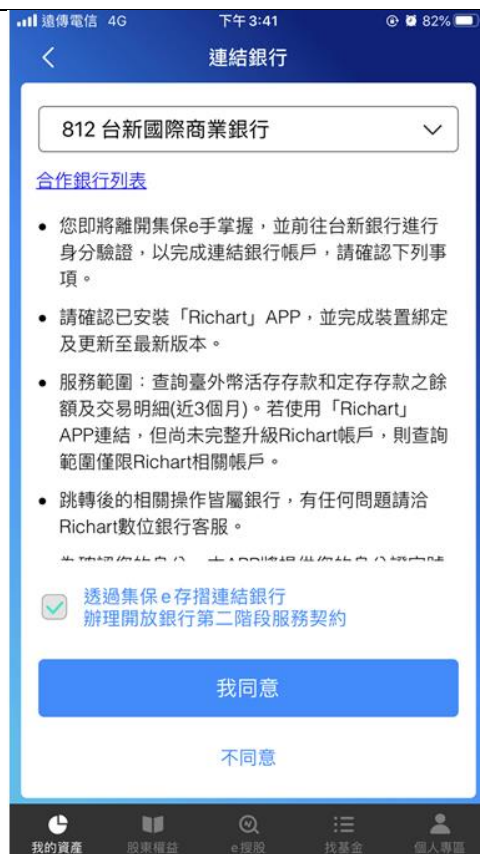 遠傳電信 4G 下午3:41 82%
連結銀行
812 台新國際商業銀行
合作銀行列表
• 您即將離開集保e手掌握，並前往台新銀行進行
身分驗證，以完成連結銀行帳戶，請確認下列事
項。
• 請確認已安裝「Richart」APP，並完成裝置綁定
及更新至最新版本。
• 服務範圍：查詢臺外幣活存存款和定存存款之餘
額及交易明細(近3個月)。若使用「Richart」
APP連結，但尚未完整升級Richart帳戶，則查詢
範圍僅限Richart相關帳戶。
• 跳轉後的相關操作皆屬銀行，有任何問題請洽
Richart數位銀行客服。
透過集保e存摺連結銀行
辦理開放銀行第二階段服務契約
我同意
不同意
我的資產 股東權益 e搜股 找基金 個人專區